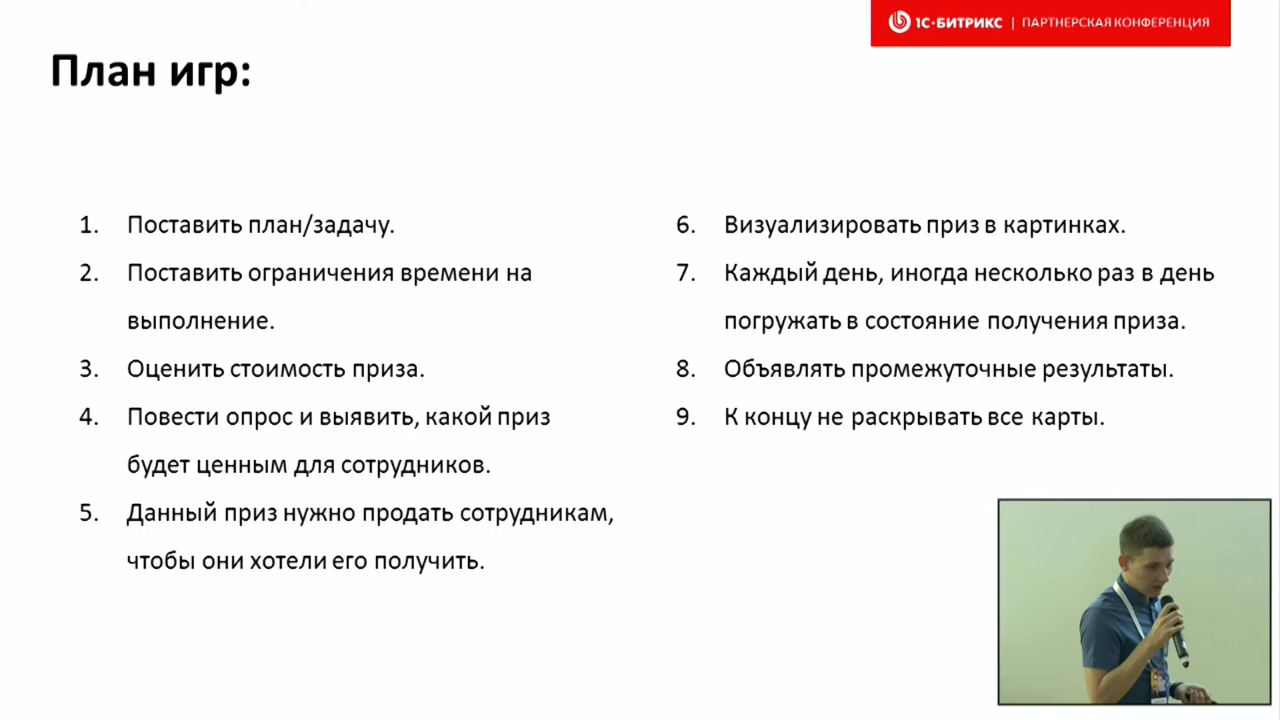 1С-БИТРИКС | ПАРТНЕРСКАЯ КОНФЕРЕНЦИЯ
План игр:
1. Поставить план/задачу.
2. Поставить ограничения времени на
выполнение.
3. Оценить стоимость приза.
4. Повести опрос и выявить, какой приз
будет ценным для сотрудников.
5. Данный приз нужно продать сотрудникам,
чтобы они хотели его получить.
6. Визуализировать приз в картинках.
7. Каждый день, иногда несколько раз в день
погружать в состояние получения приза.
8. Объявлять промежуточные результаты.
9. К концу не раскрывать все карты.